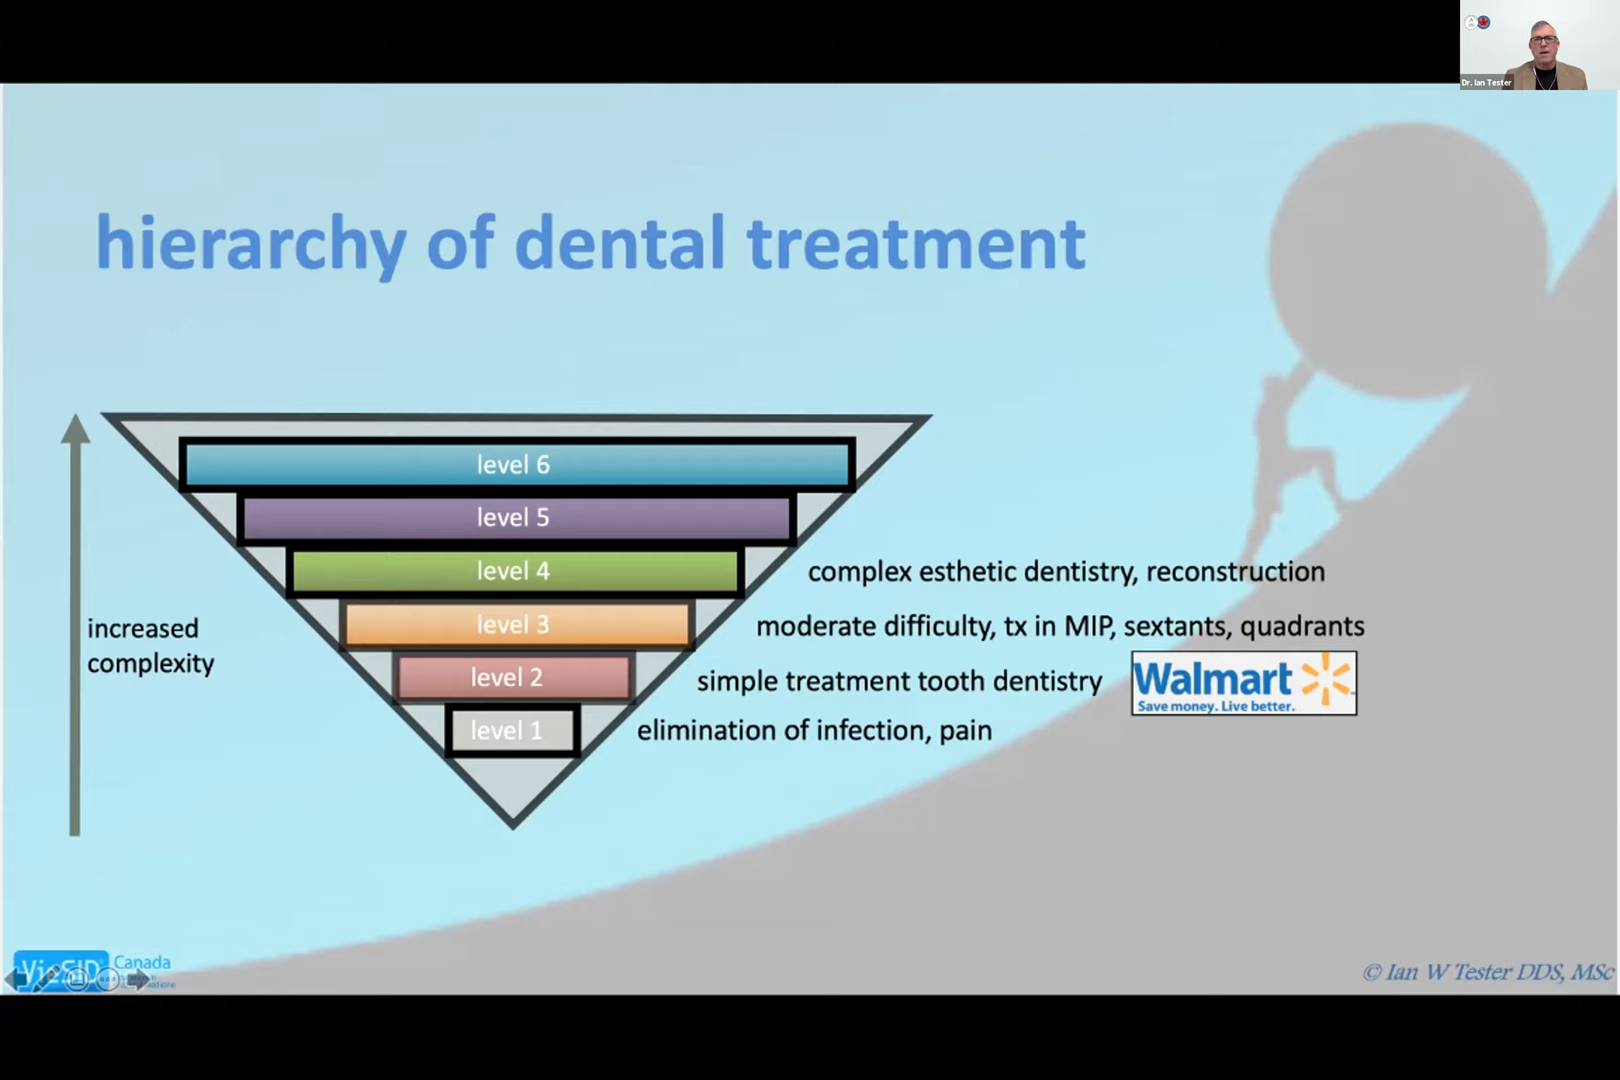 Dr. Ian Tester
hierarchy of dental treatment
level 6
level 5
level 4
complex esthetic dentistry, reconstruction
level 3
moderate difficulty, tx in MIP, sextants, quadrants
increased
complexity
level 2
simple treatment tooth dentistry
Walmart
Save money. Live better.
level 1
elimination of infection, pain
VieSID
Canada
© Ian W Tester DDS, MSc